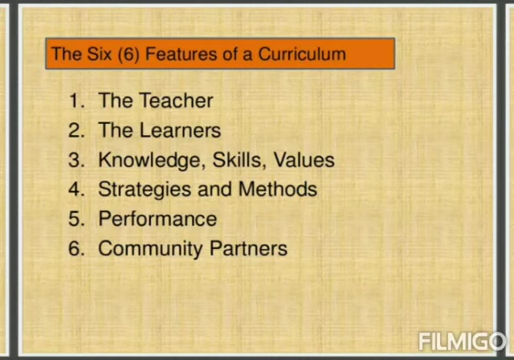 The Six (6) Features of a Curriculum
1. The Teacher
2. The Learners
3. Knowledge, Skills, Values
4. Strategies and Methods
5. Performance
6. Community Partners
FILMIGO